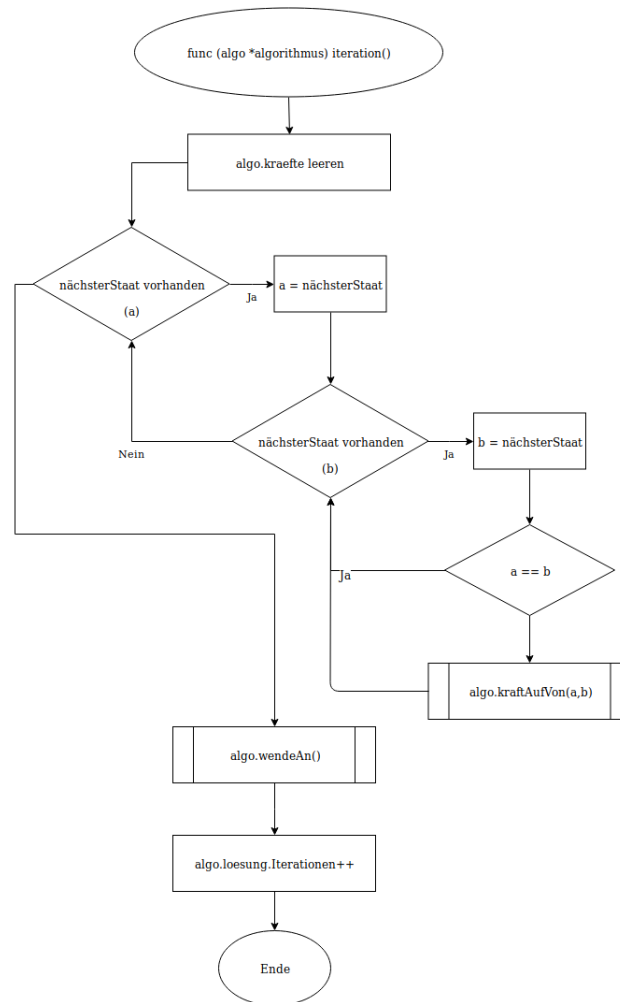 func (algo *algorithmus) iteration()
algo.kraefte leeren
nächsterStaat vorhanden
(a)
Ja
a = nächsterStaat
nächsterStaat vorhanden
(b)
Nein
Ja
b = nächsterStaat
a == b
Ja
algo.kraftAufVon(a,b)
algo.wendeAn()
algo.loesung.Iterationen++
Ende